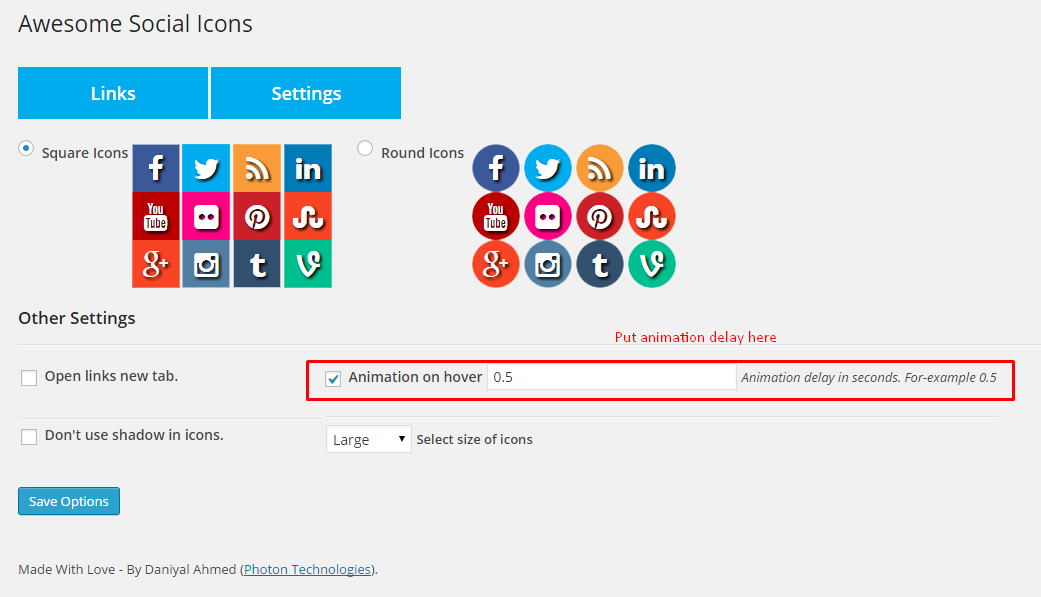 Awesome Social Icons
Links Settings
Square Icons Round Icons
f in f in
You Tube You Tube
g+ t g+ t
Other Settings
Put animation delay here
Open links new tab. Animation on hover 0.5 Animation delay in seconds. For-example 0.5
Don't use shadow in icons. Large Select size of icons
Save Options
Made With Love - By Daniyal Ahmed (Photon Technologies).